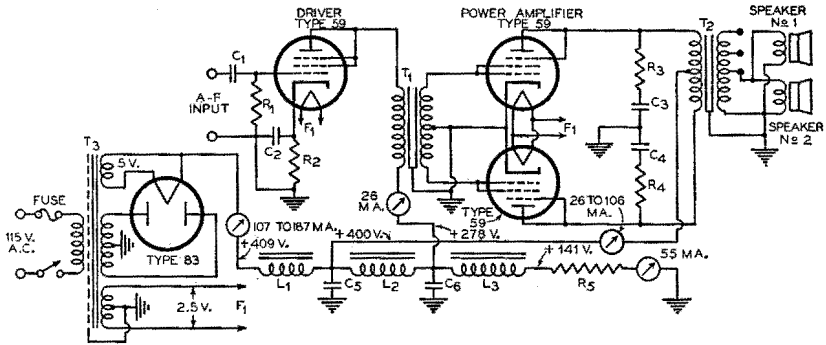 DRIVER
TYPE 59
POWER AMPLIFIER
TYPE 59
T2
SPEAKER
No 1
C1
A-F
INPUT
R1
C2
F1
R2
T1
F1
R3
C3
C4
R4
SPEAKER
No 2
T3
5 V.
FUSE
115 V.
A.C.
TYPE 83
107 TO 187 MA.
+409 V.
26
MA.
TYPE
59
26 TO 106
MA.
+400 V.
+278 V.
+141 V.
55 MA.
L1
C5
L2
C6
L3
R5
2.5 V.
F1